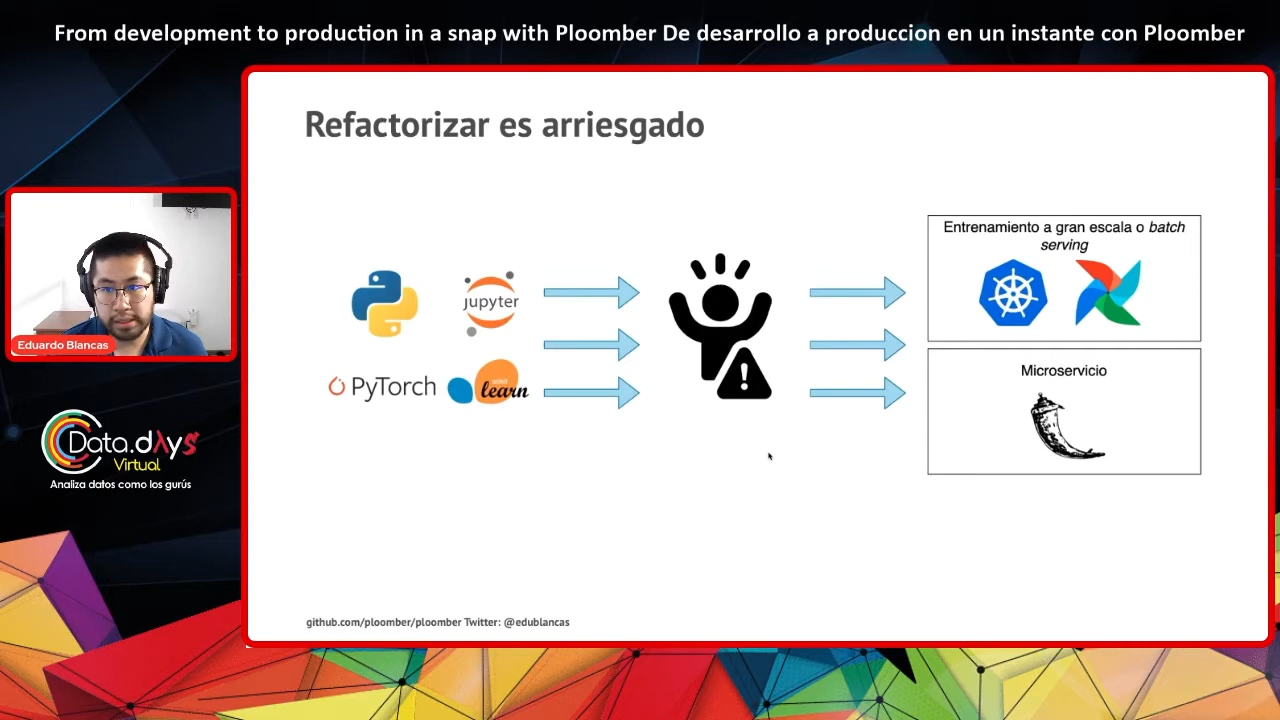 From development to production in a snap with Ploomber De desarrollo a produccion en un instante con Ploomber
Refactorizar es arriesgado
Entrenamiento a gran escala o batch
serving
jupyter
PyTorch
learn
Microservicio
Eduardo Blancas
Data.dAys
Virtual
Analiza datos como los gurús
github.com/ploomber/ploomber Twitter: @edublancas